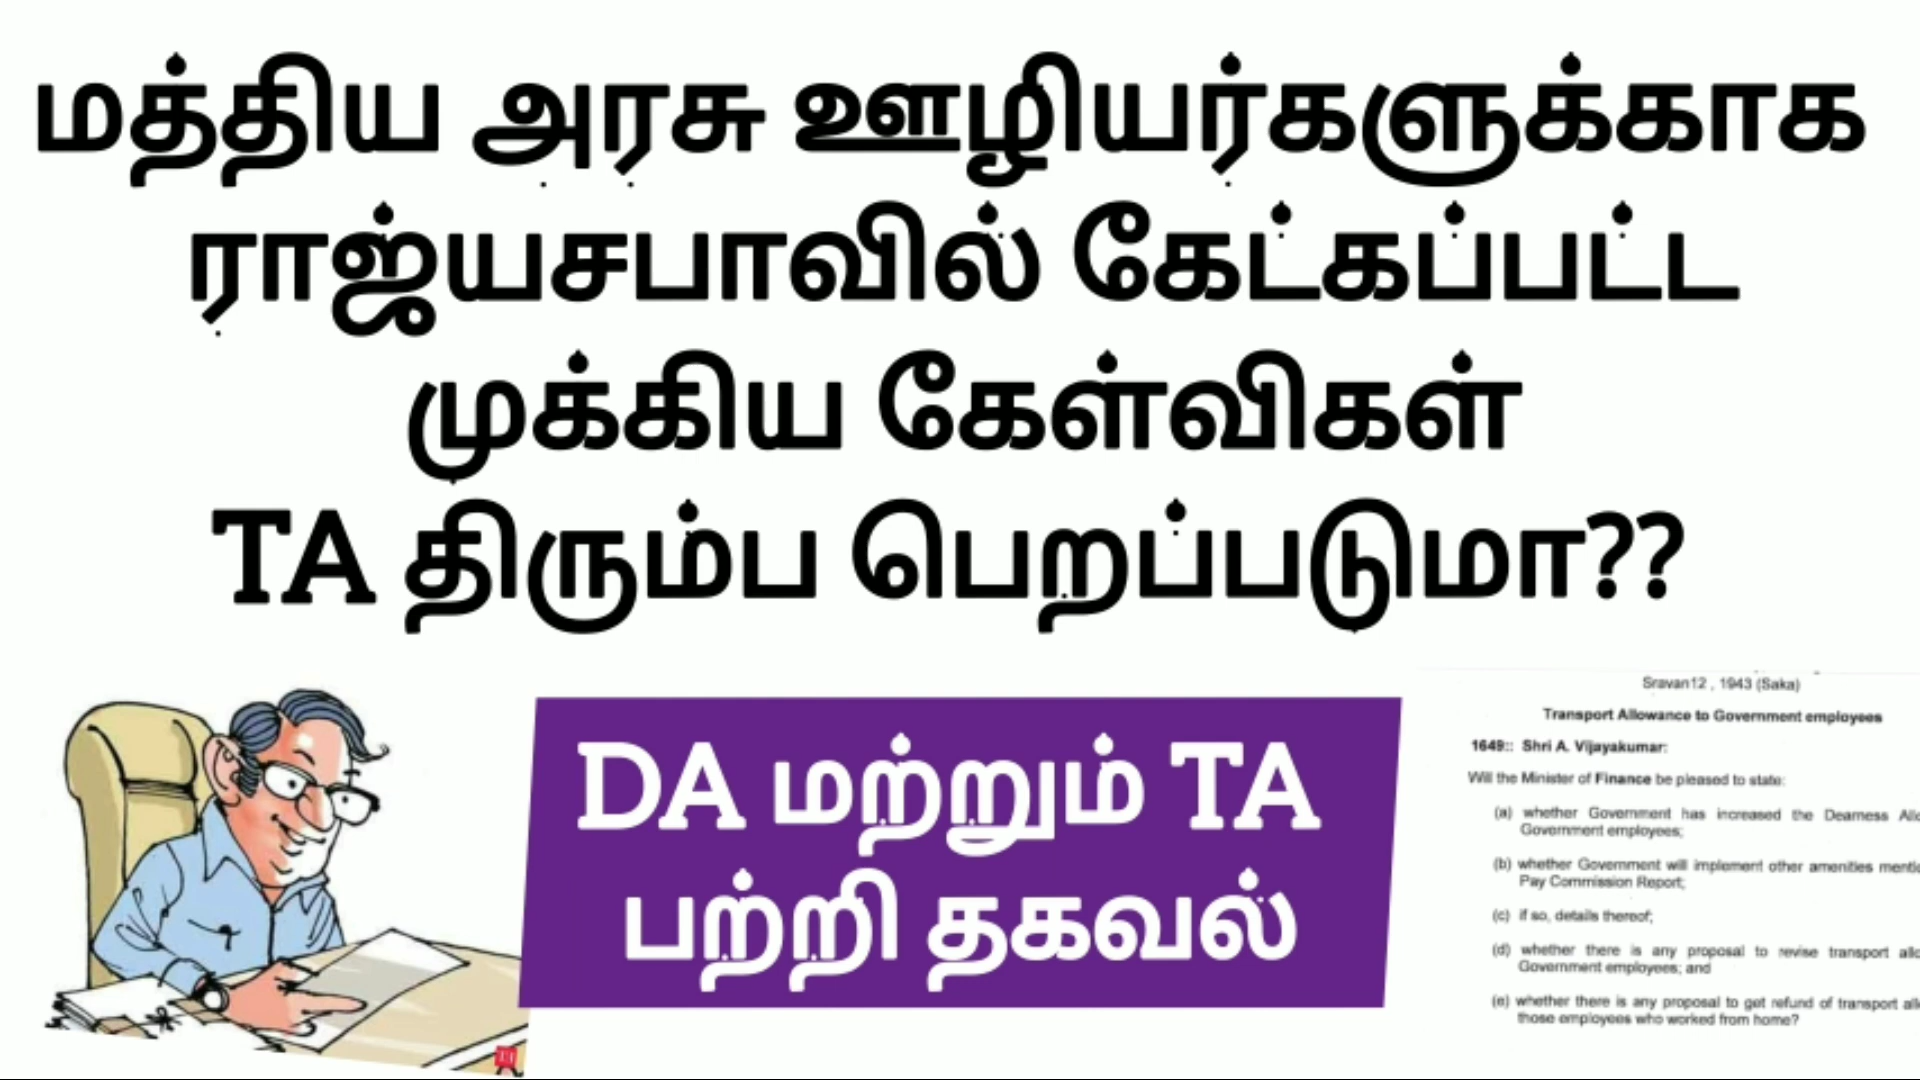 மத்திய அரசு ஊழியர்களுக்காக
ராஜ்யசபாவில் கேட்கப்பட்ட
முக்கிய கேள்விகள்
TA திரும்ப பெறப்படுமா??
DA மற்றும் TA
பற்றி தகவல்
Sravan12 , 1943 (Saka)
Transport Allowance to Government employees
1649:: Shri A. Vijayakumar:
Will the Minister of Finance be pleased to state:
(a) whether Government has increased the Dearness
Government employees;
(b) whether Government will implement other amenities
Pay Commission Report;
(c) if so, details thereof;
(d) whether there is any proposal to revise transport
Government employees; and
(e) whether there is any proposal to get refund of transport
those employees who worked from home?